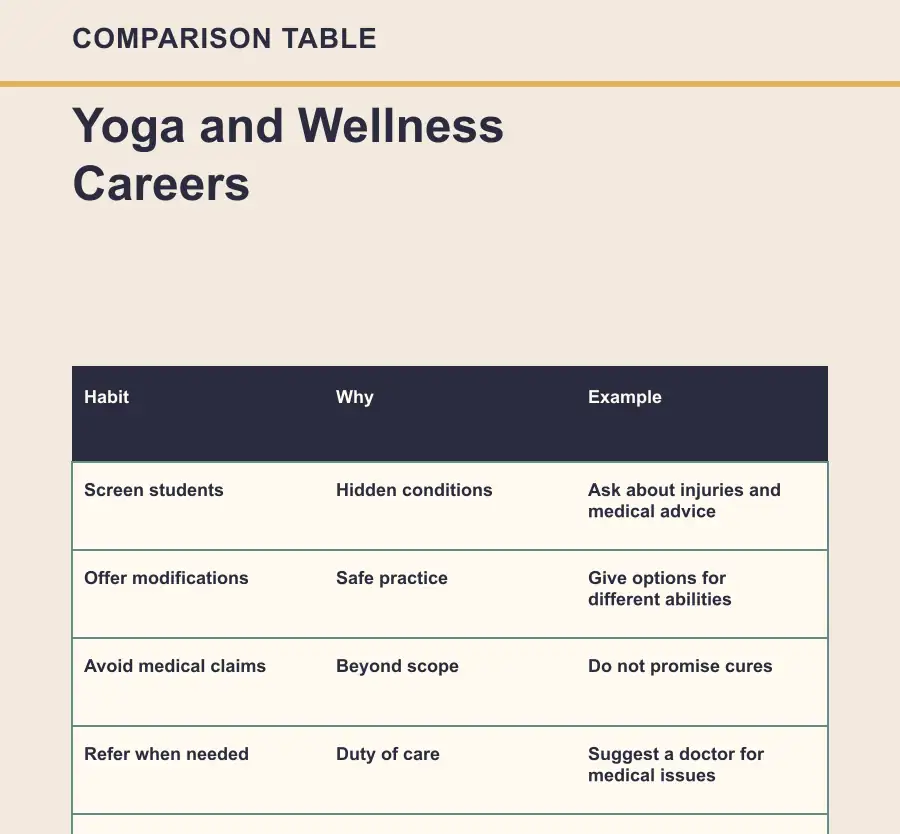 COMPARISON TABLE
Yoga and Wellness
Careers
Habit Why Example
Screen students Hidden conditions Ask about injuries and
medical advice
Offer modifications Safe practice Give options for
different abilities
Avoid medical claims Beyond scope Do not promise cures
Refer when needed Duty of care Suggest a doctor for
medical issues